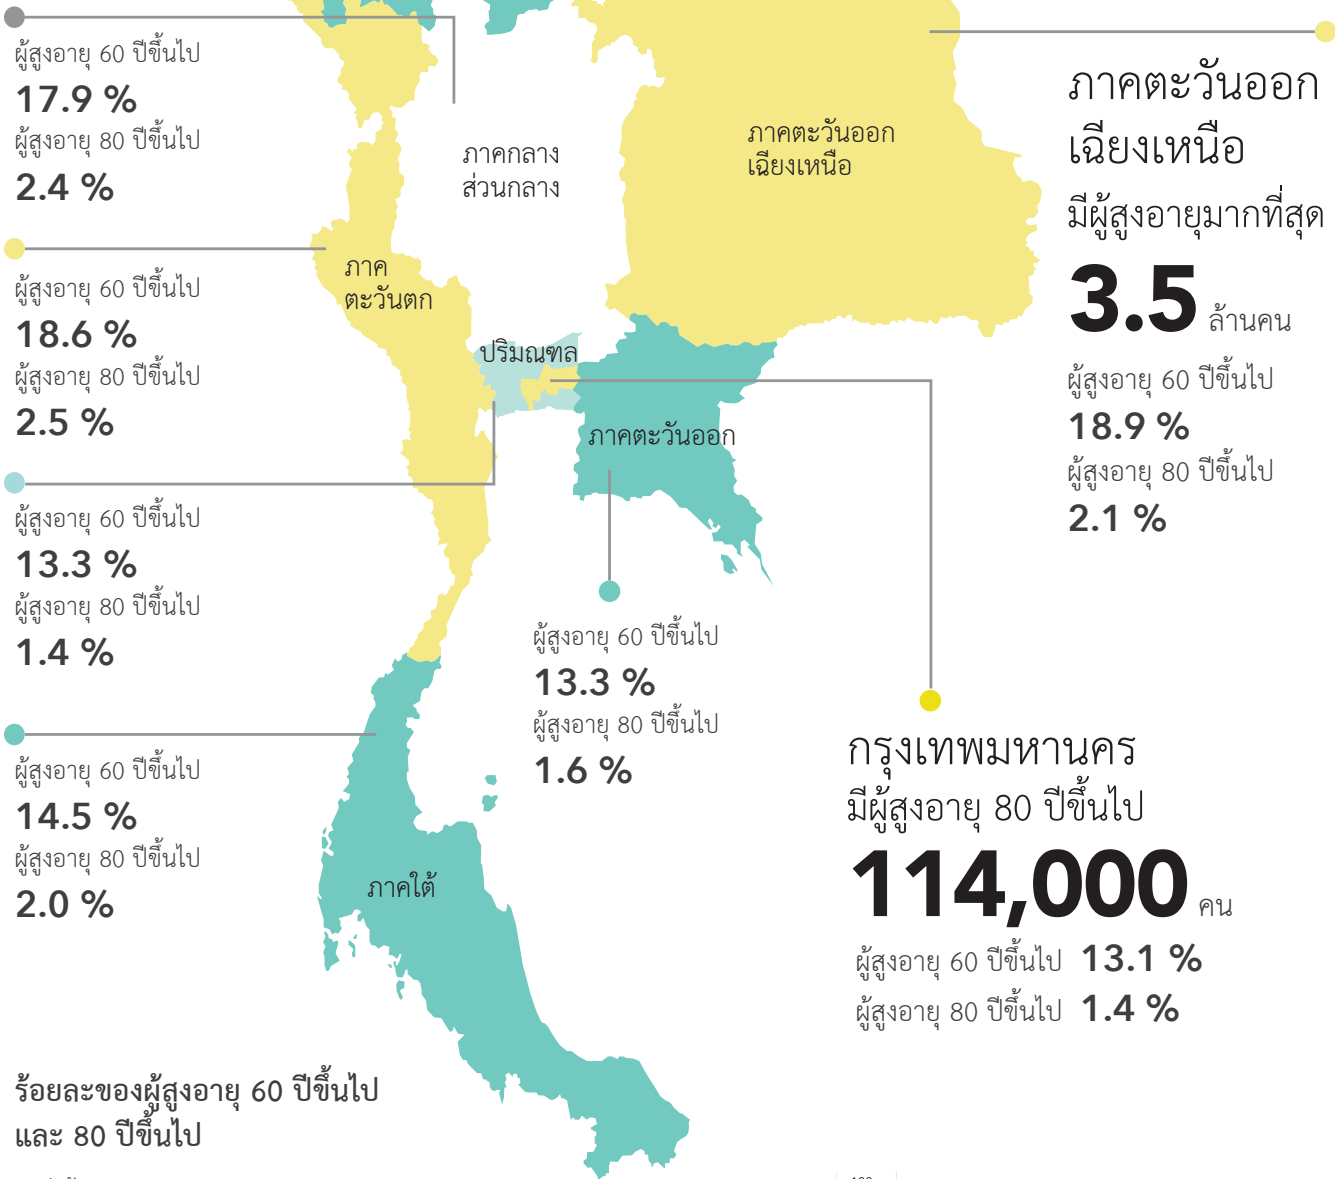 ผู้สูงอายุ 60 ปีขึ้นไป
17.9 %
ผู้สูงอายุ 80 ปีขึ้นไป
2.4 %
ภาคกลาง
ส่วนกลาง
ภาคตะวันออก
เฉียงเหนือ
ภาคตะวันออก
เฉียงเหนือ
มีผู้สูงอายุมากที่สุด
3.5 ล้านคน
ผู้สูงอายุ 60 ปีขึ้นไป
18.9 %
ผู้สูงอายุ 80 ปีขึ้นไป
2.1 %
ผู้สูงอายุ 60 ปีขึ้นไป
18.6 %
ผู้สูงอายุ 80 ปีขึ้นไป
2.5 %
ภาค
ตะวันตก
ปริมณฑล
ภาคตะวันออก
ผู้สูงอายุ 60 ปีขึ้นไป
13.3 %
ผู้สูงอายุ 80 ปีขึ้นไป
1.4 %
ผู้สูงอายุ 60 ปีขึ้นไป
13.3 %
ผู้สูงอายุ 80 ปีขึ้นไป
1.6 %
ผู้สูงอายุ 60 ปีขึ้นไป
14.5 %
ผู้สูงอายุ 80 ปีขึ้นไป
2.0 %
ภาคใต้
กรุงเทพมหานคร
มีผู้สูงอายุ 80 ปีขึ้นไป
114,000 คน
ผู้สูงอายุ 60 ปีขึ้นไป 13.1 %
ผู้สูงอายุ 80 ปีขึ้นไป 1.4 %
ร้อยละของผู้สูงอายุ 60 ปีขึ้นไป
และ 80 ปีขึ้นไป